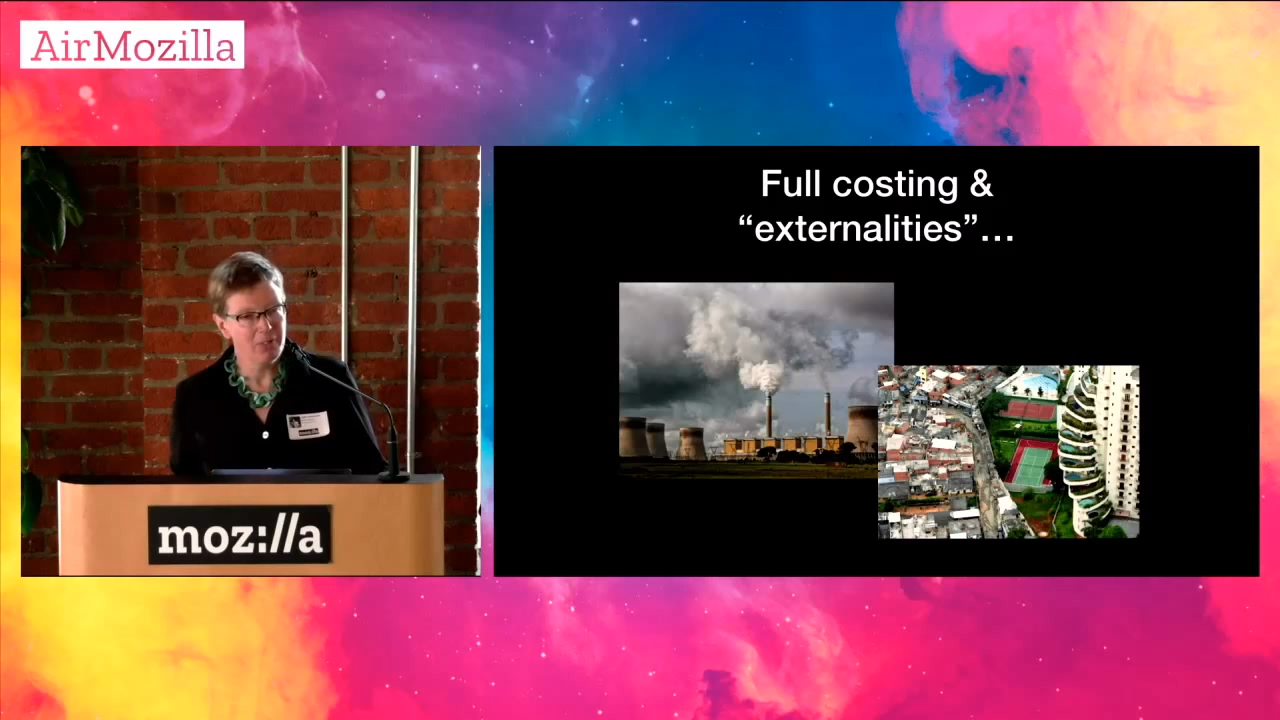 AirMozilla
Full costing &
“externalities”…
moz://a